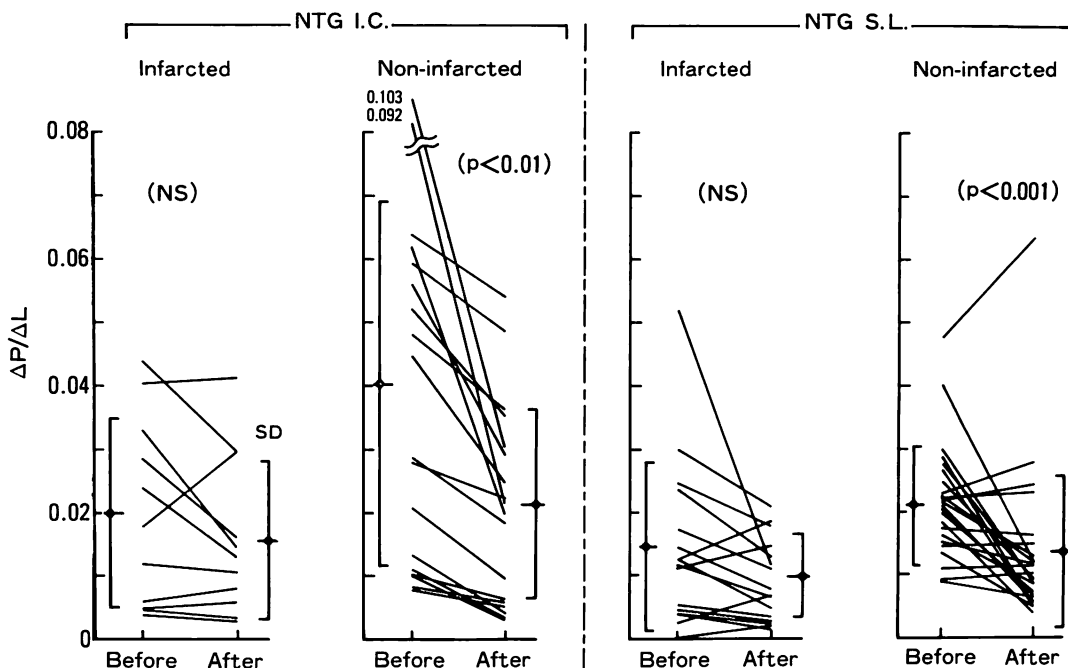 NTG I.C.
NTG S.L.
Infarcted
Non-infarcted
Infarcted
Non-infarcted
0.103
0.092
0.08
0.06
0.04
0.02
0
ΔP/ΔL
(NS)
(p<0.01)
(NS)
(p<0.001)
SD
Before After
Before After
Before After
Before After